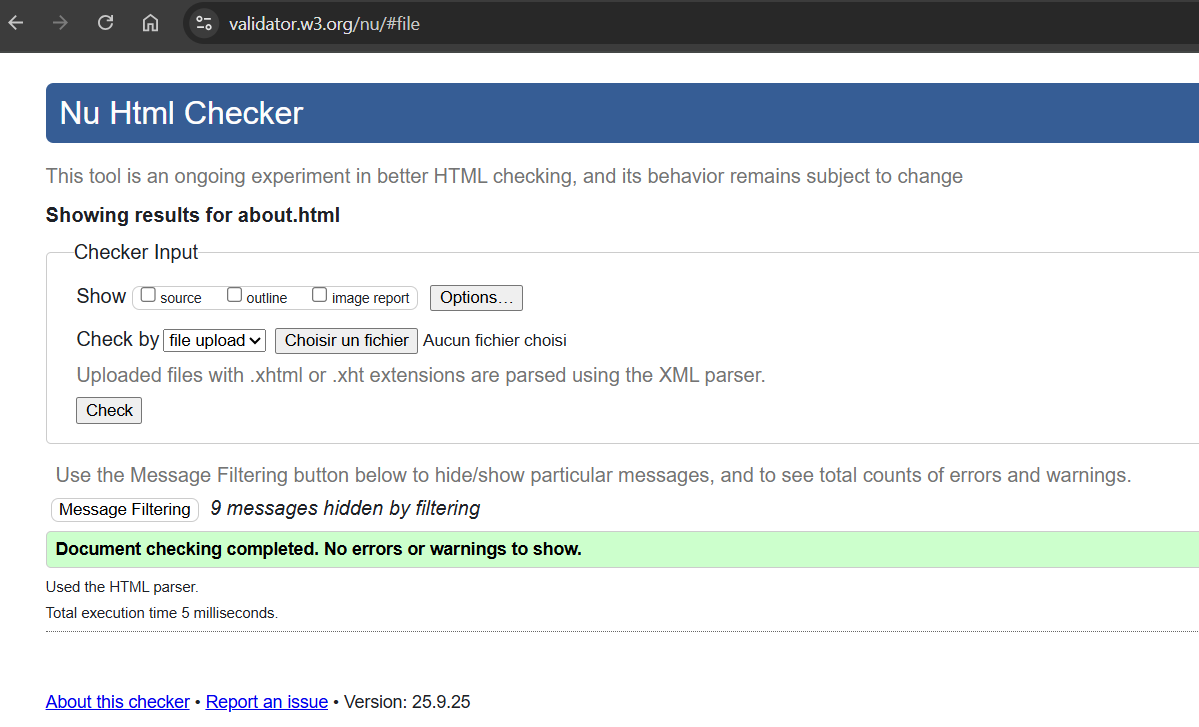 validator.w3.org/nu/#file
Nu Html Checker
This tool is an ongoing experiment in better HTML checking, and its behavior remains subject to change
Showing results for about.html
Checker Input
Show source outline image report Options…
Check by file upload Choisir un fichier Aucun fichier choisi
Uploaded files with .xhtml or .xht extensions are parsed using the XML parser.
Check
Use the Message Filtering button below to hide/show particular messages, and to see total counts of errors and warnings.
Message Filtering 9 messages hidden by filtering
Document checking completed. No errors or warnings to show.
Used the HTML parser.
Total execution time 5 milliseconds.
About this checker • Report an issue • Version: 25.9.25